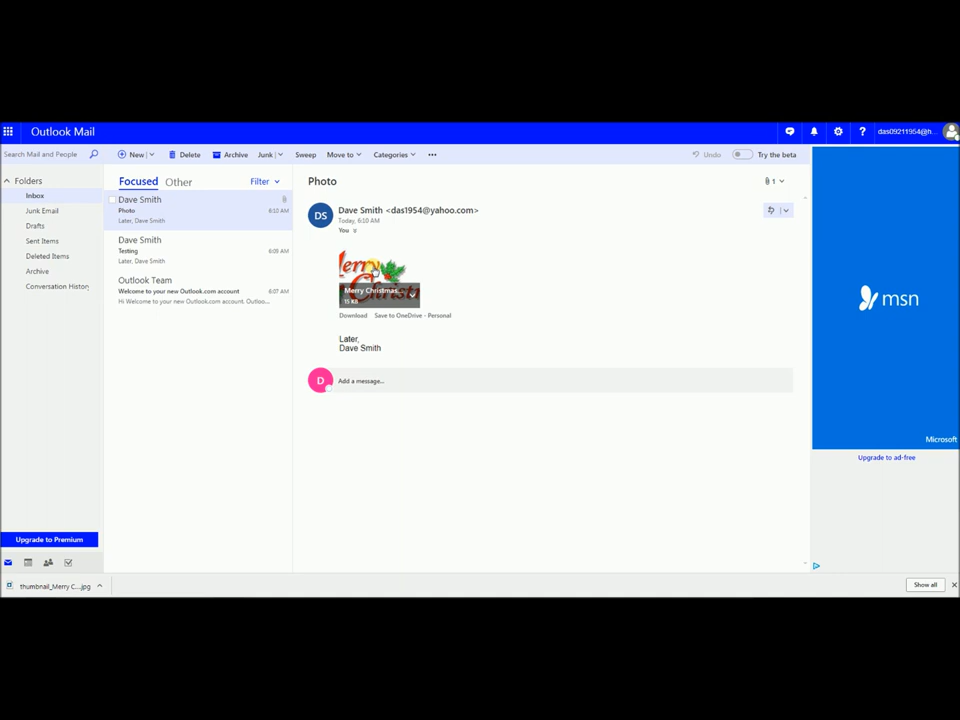 Outlook Mail
das09211954@h...
Search Mail and People
New
Delete
Archive
Junk
Sweep
Move to
Categories
...
Undo
Try the beta
Folders
Inbox
Junk Email
Drafts
Sent Items
Deleted Items
Archive
Conversation History
Upgrade to Premium
Focused
Other
Filter
Dave Smith
Photo
6:10 AM
Later, Dave Smith
Dave Smith
Testing
6:09 AM
Later, Dave Smith
Outlook Team
Welcome to your new Outlook.com account
6:07 AM
Hi Welcome to your new Outlook.com account. Outloo...
Photo
1
DS
Dave Smith <das1954@yahoo.com>
Today, 6:10 AM
You
Merry Christmas...
15 KB
Download
Save to OneDrive - Personal
Later,
Dave Smith
D
Add a message...
msn
Microsoft
Upgrade to ad-free
thumbnail_Merry C....jpg
Show all